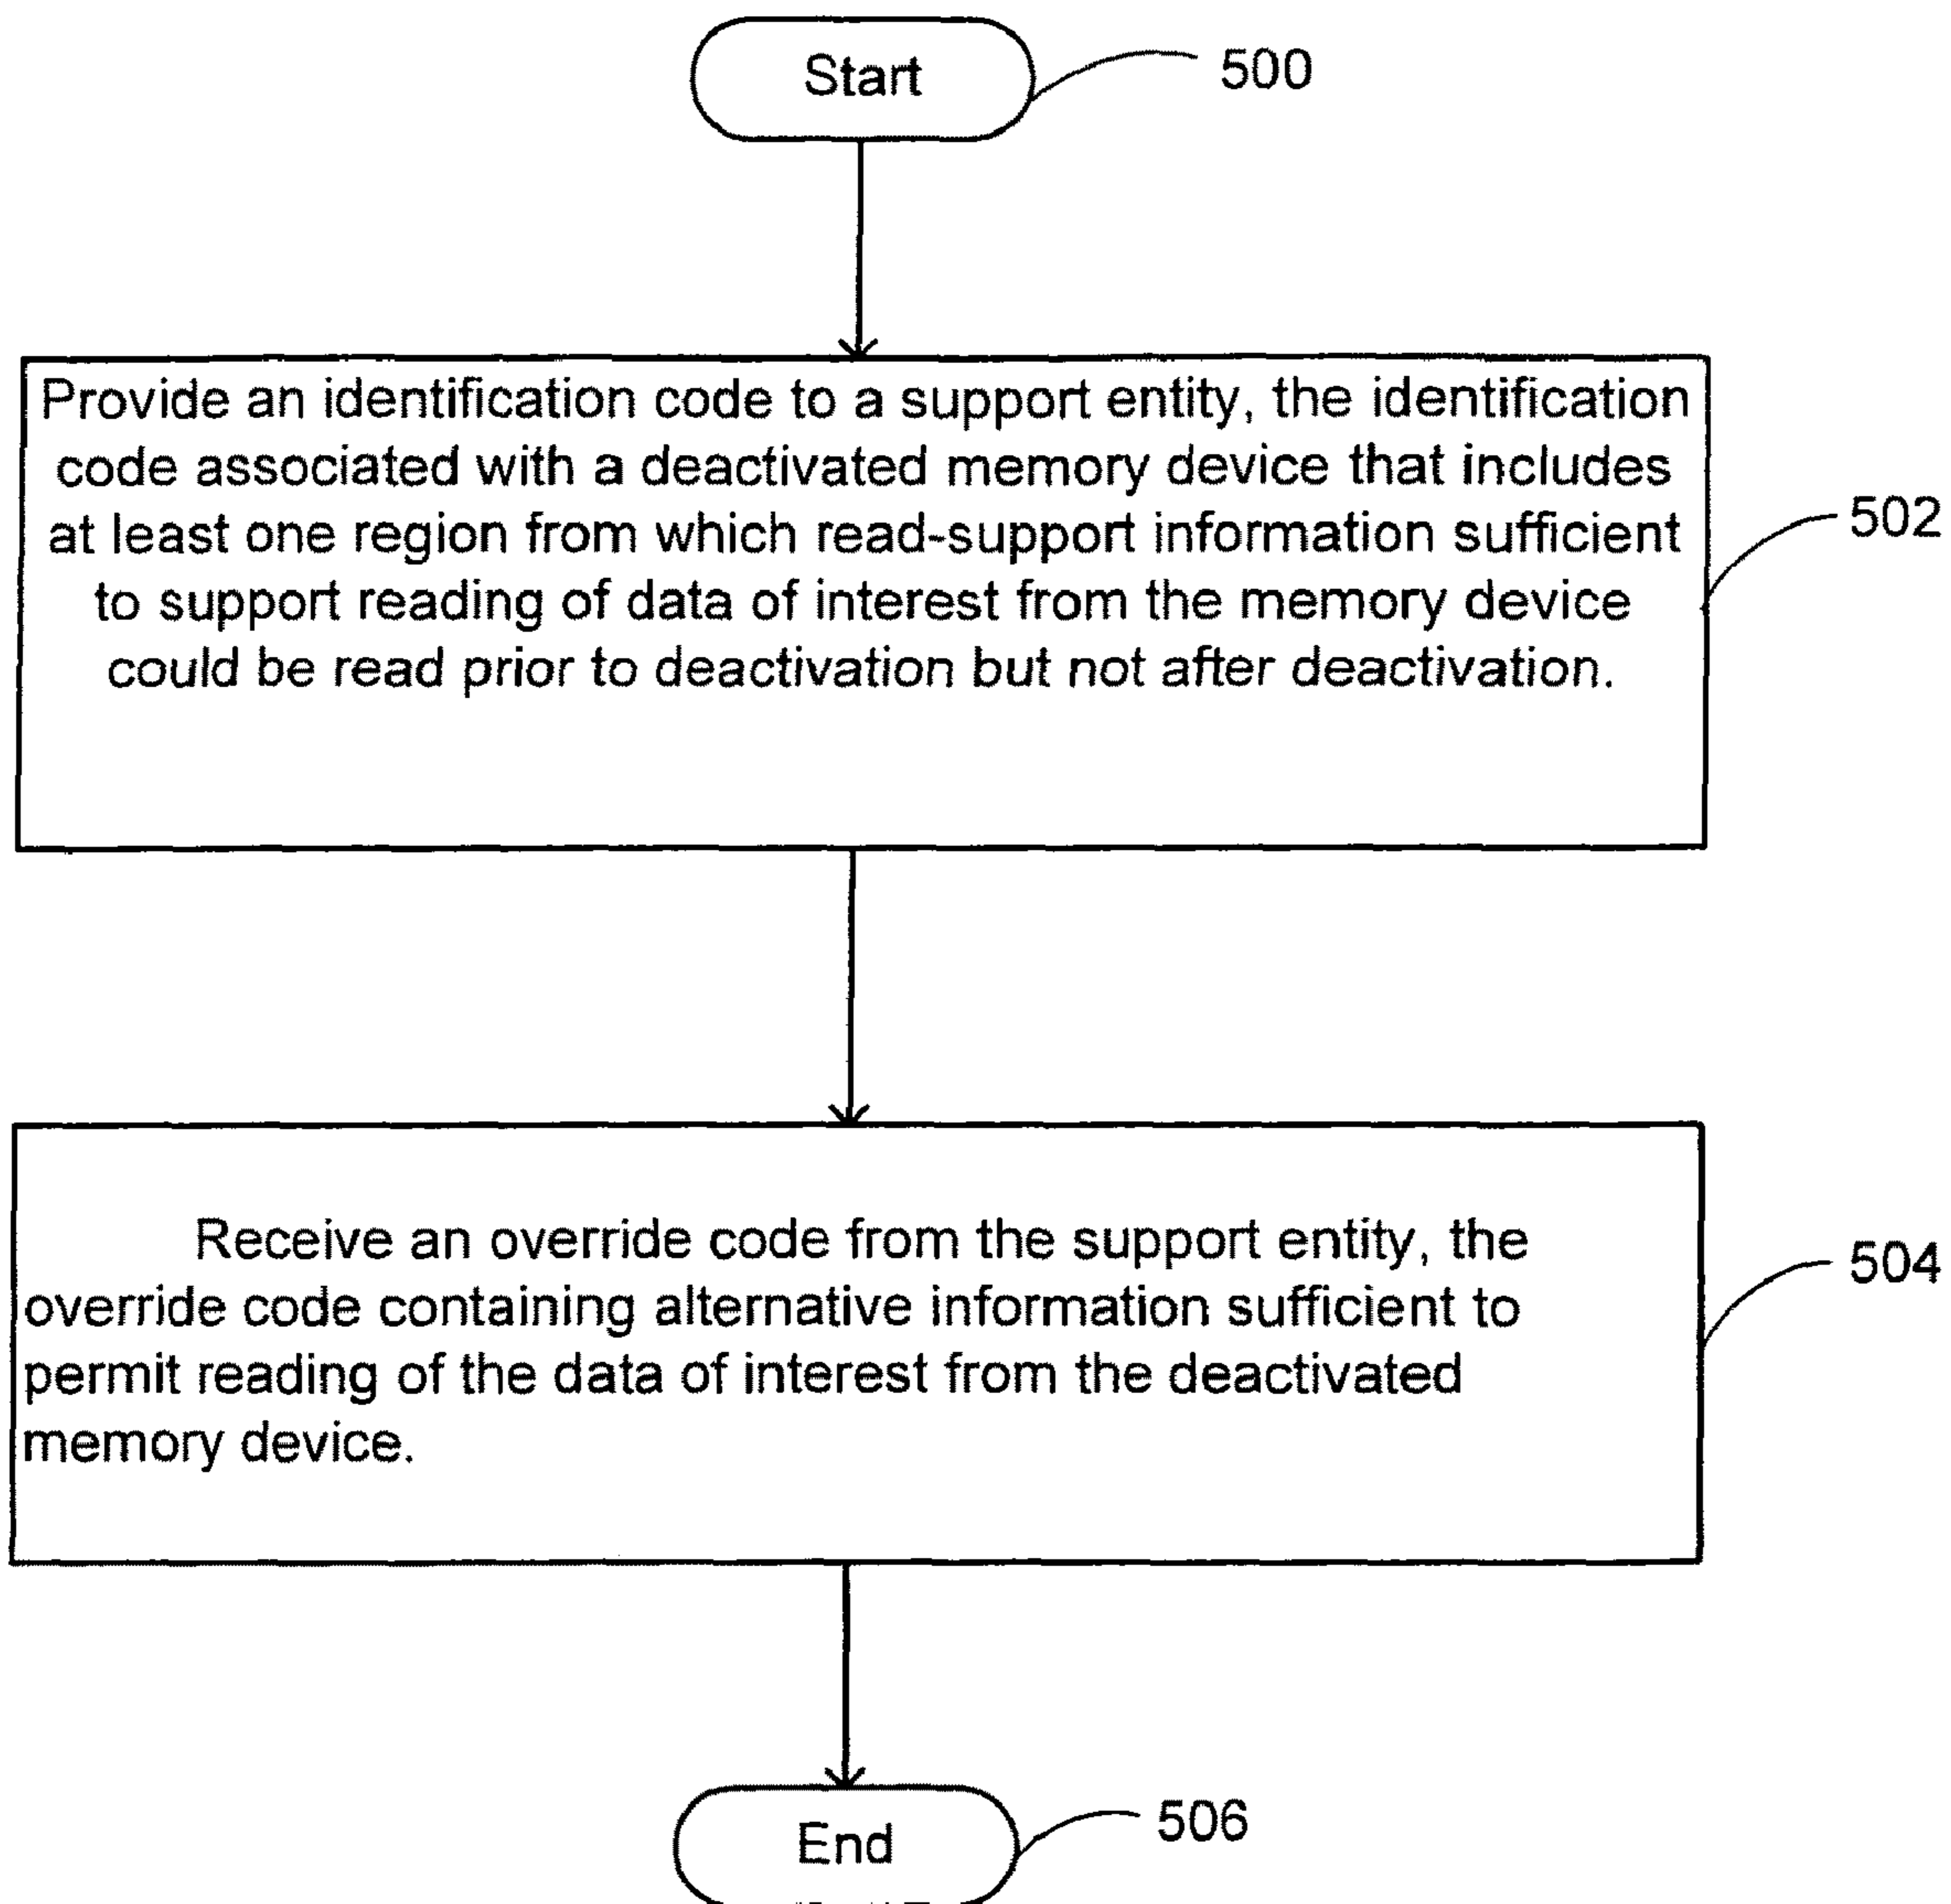 Start
500
Provide an identification code to a support entity, the identification
code associated with a deactivated memory device that includes
at least one region from which read-support information sufficient
to support reading of data of interest from the memory device
could be read prior to deactivation but not after deactivation.
502
Receive an override code from the support entity, the
override code containing alternative information sufficient to
permit reading of the data of interest from the deactivated
memory device.
504
End
506